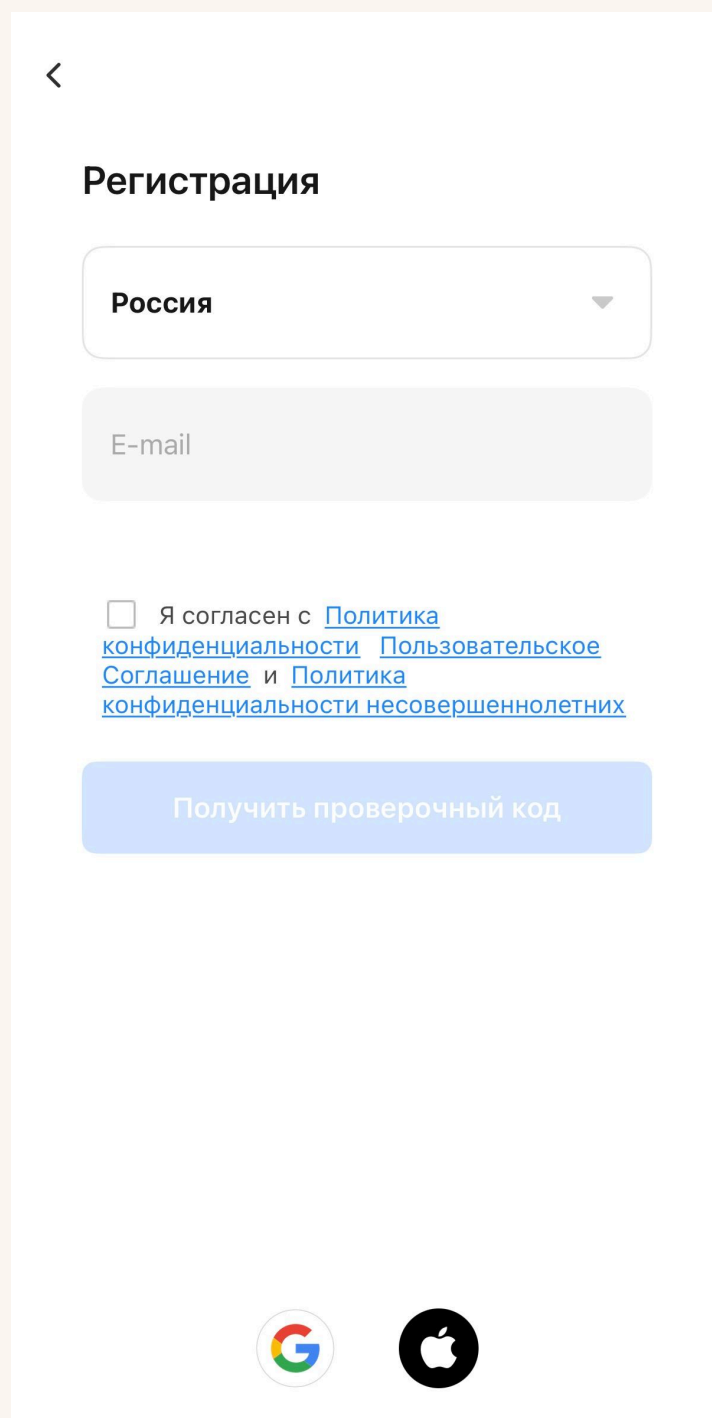 Регистрация
Россия
E-mail
Я согласен с Политика
конфиденциальности Пользовательское
Соглашение и Политика
конфиденциальности несовершеннолетних
Получить проверочный код